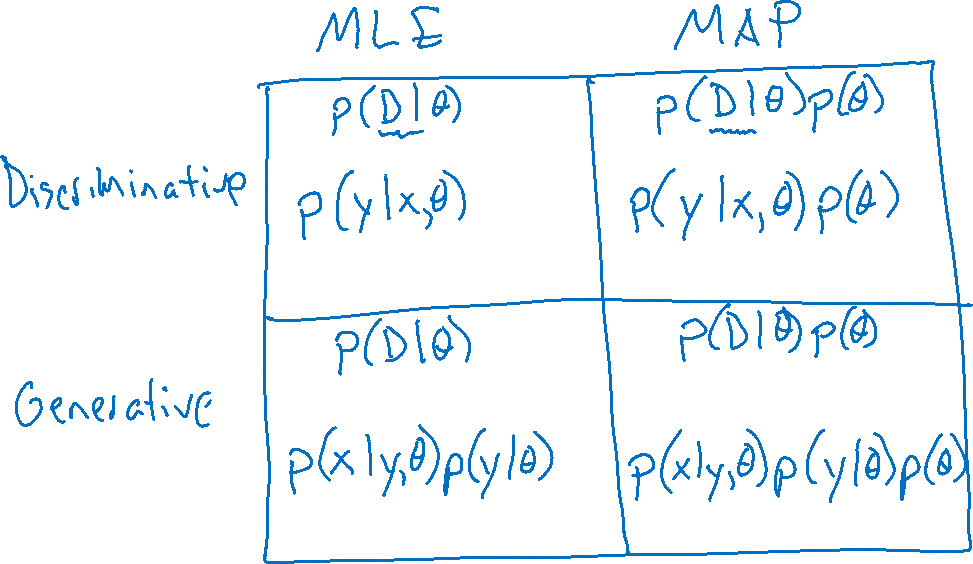 MLE MAP
p(D|θ) p(D|θ)p(θ)
Discriminative
p(y|x,θ) p(y|x,θ)p(θ)
p(D|θ) p(D|θ)p(θ)
Generative
p(x|y,θ)p(y|θ) p(x|y,θ)p(y|θ)p(θ)